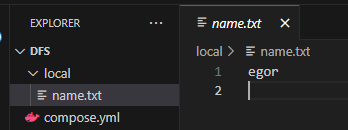 EXPLORER
DFS
local
name.txt
compose.yml
name.txt
local > name.txt
1 egor
2